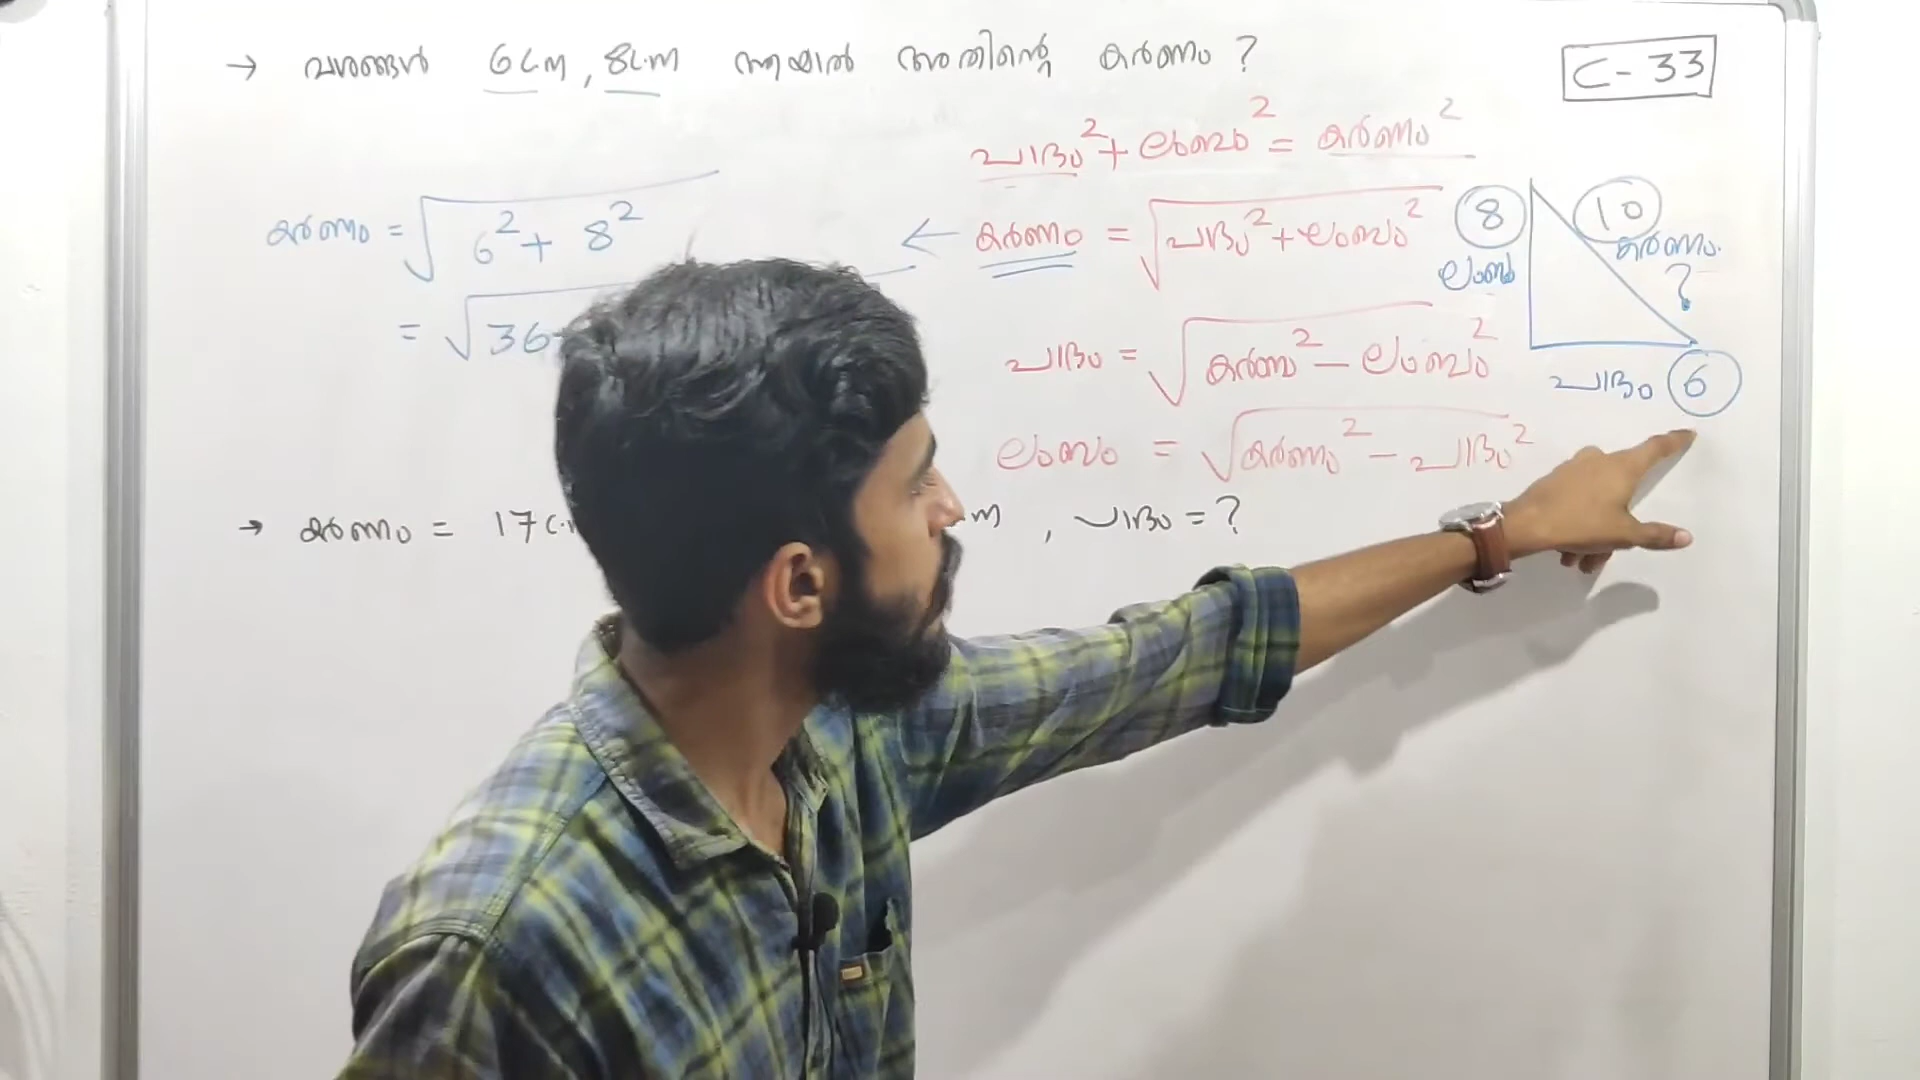 → വശങ്ങൾ 6cm, 8cm ആയാൽ അതിന്റെ കർണം ?
C - 33
പാദം² + ലംബം² = കർണം²
കർണം = √6² + 8²
← കർണം = √പാദം² + ലംബം²
= √36
പാദം = √കർണം² − ലംബം²
ലംബം = √കർണം² − പാദം²
8
ലംബം
10
കർണം
?
പാദം 6
→ കർണം = 17c.m
, പാദം = ?